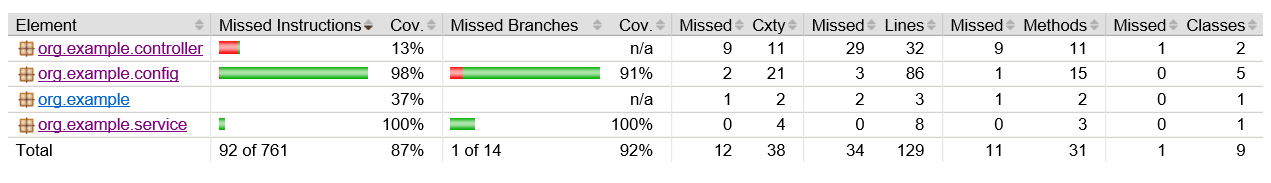 Element Missed Instructions Cov. Missed Branches Cov. Missed Cxty Missed Lines Missed Methods Missed Classes
org.example.controller 13% n/a 9 11 29 32 9 11 1 2
org.example.config 98% 91% 2 21 3 86 1 15 0 5
org.example 37% n/a 1 2 2 3 1 2 0 1
org.example.service 100% 100% 0 4 0 8 0 3 0 1
Total 92 of 761 87% 1 of 14 92% 12 38 34 129 11 31 1 9